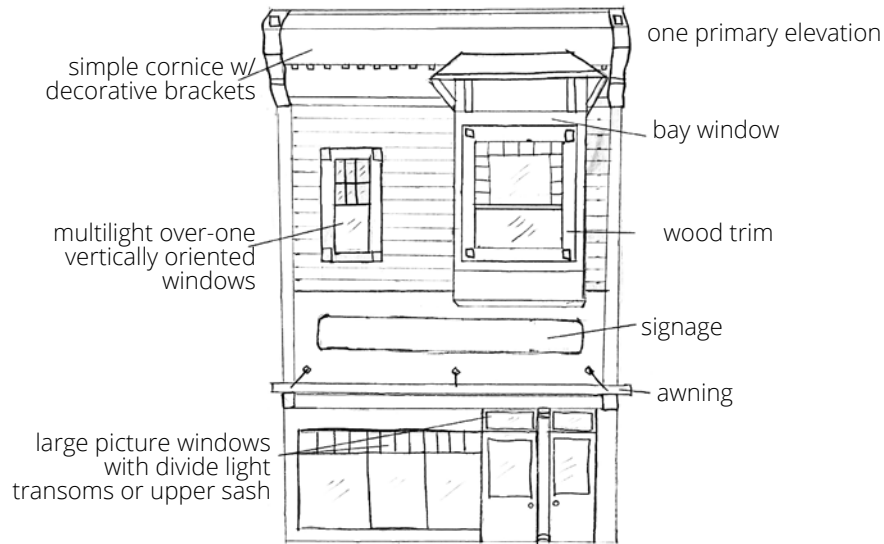 one primary elevation
simple cornice w/
decorative brackets
bay window
multilight over-one
vertically oriented
windows
wood trim
signage
awning
large picture windows
with divide light
transoms or upper sash